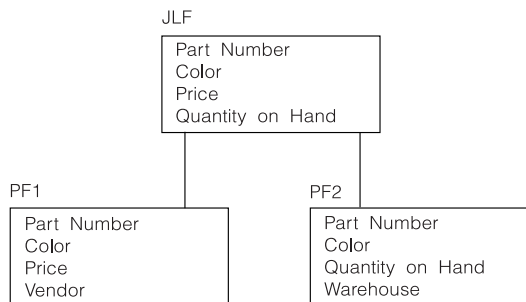 JLF
Part Number
Color
Price
Quantity on Hand
PF1
Part Number
Color
Price
Vendor
PF2
Part Number
Color
Quantity on Hand
Warehouse